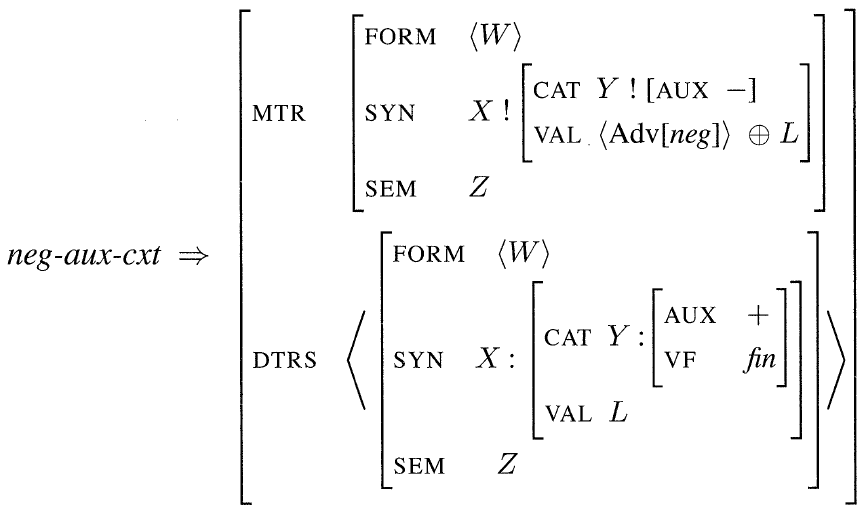 FORM ⟨W⟩
MTR SYN X ! [CAT Y ! [AUX −]
VAL ⟨Adv[neg]⟩ ⊕ L]
SEM Z
neg-aux-cxt ⇒
FORM ⟨W⟩
AUX +
CAT Y :
DTRS SYN X :
VF fin
VAL L
SEM Z